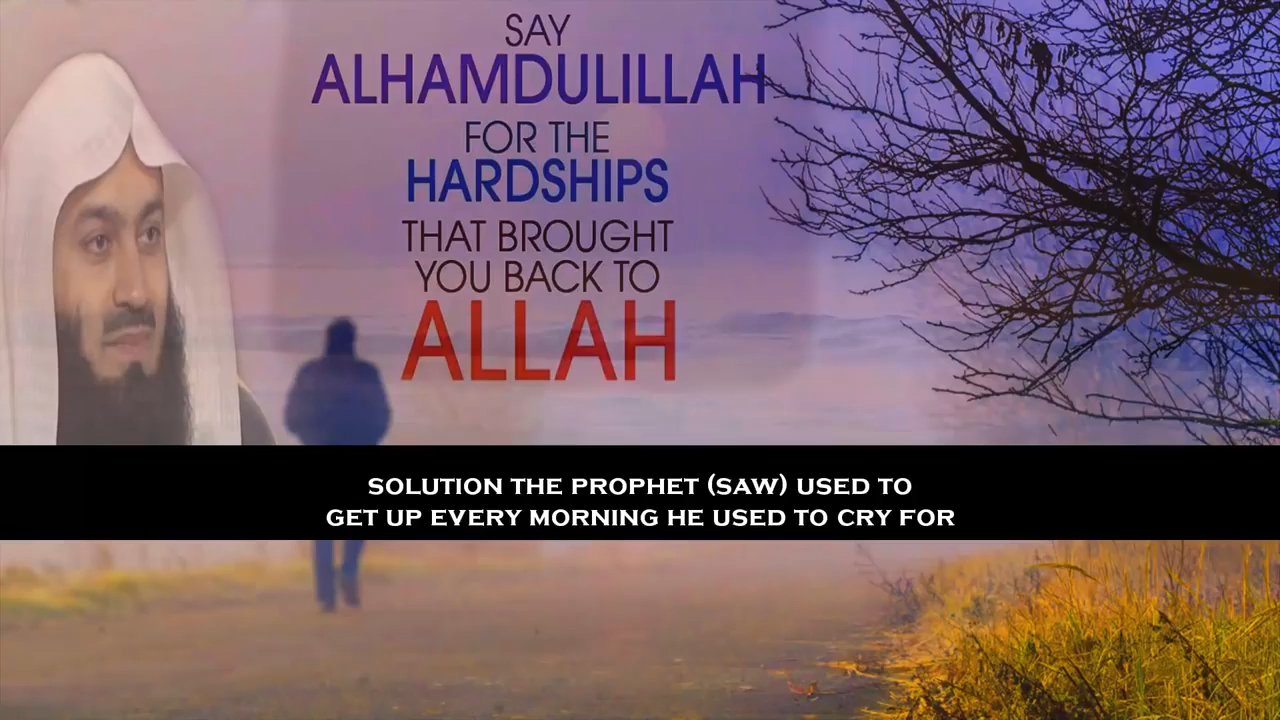 SAY
ALHAMDULILLAH
FOR THE
HARDSHIPS
THAT BROUGHT
YOU BACK TO
ALLAH
SOLUTION THE PROPHET (SAW) USED TO
GET UP EVERY MORNING HE USED TO CRY FOR